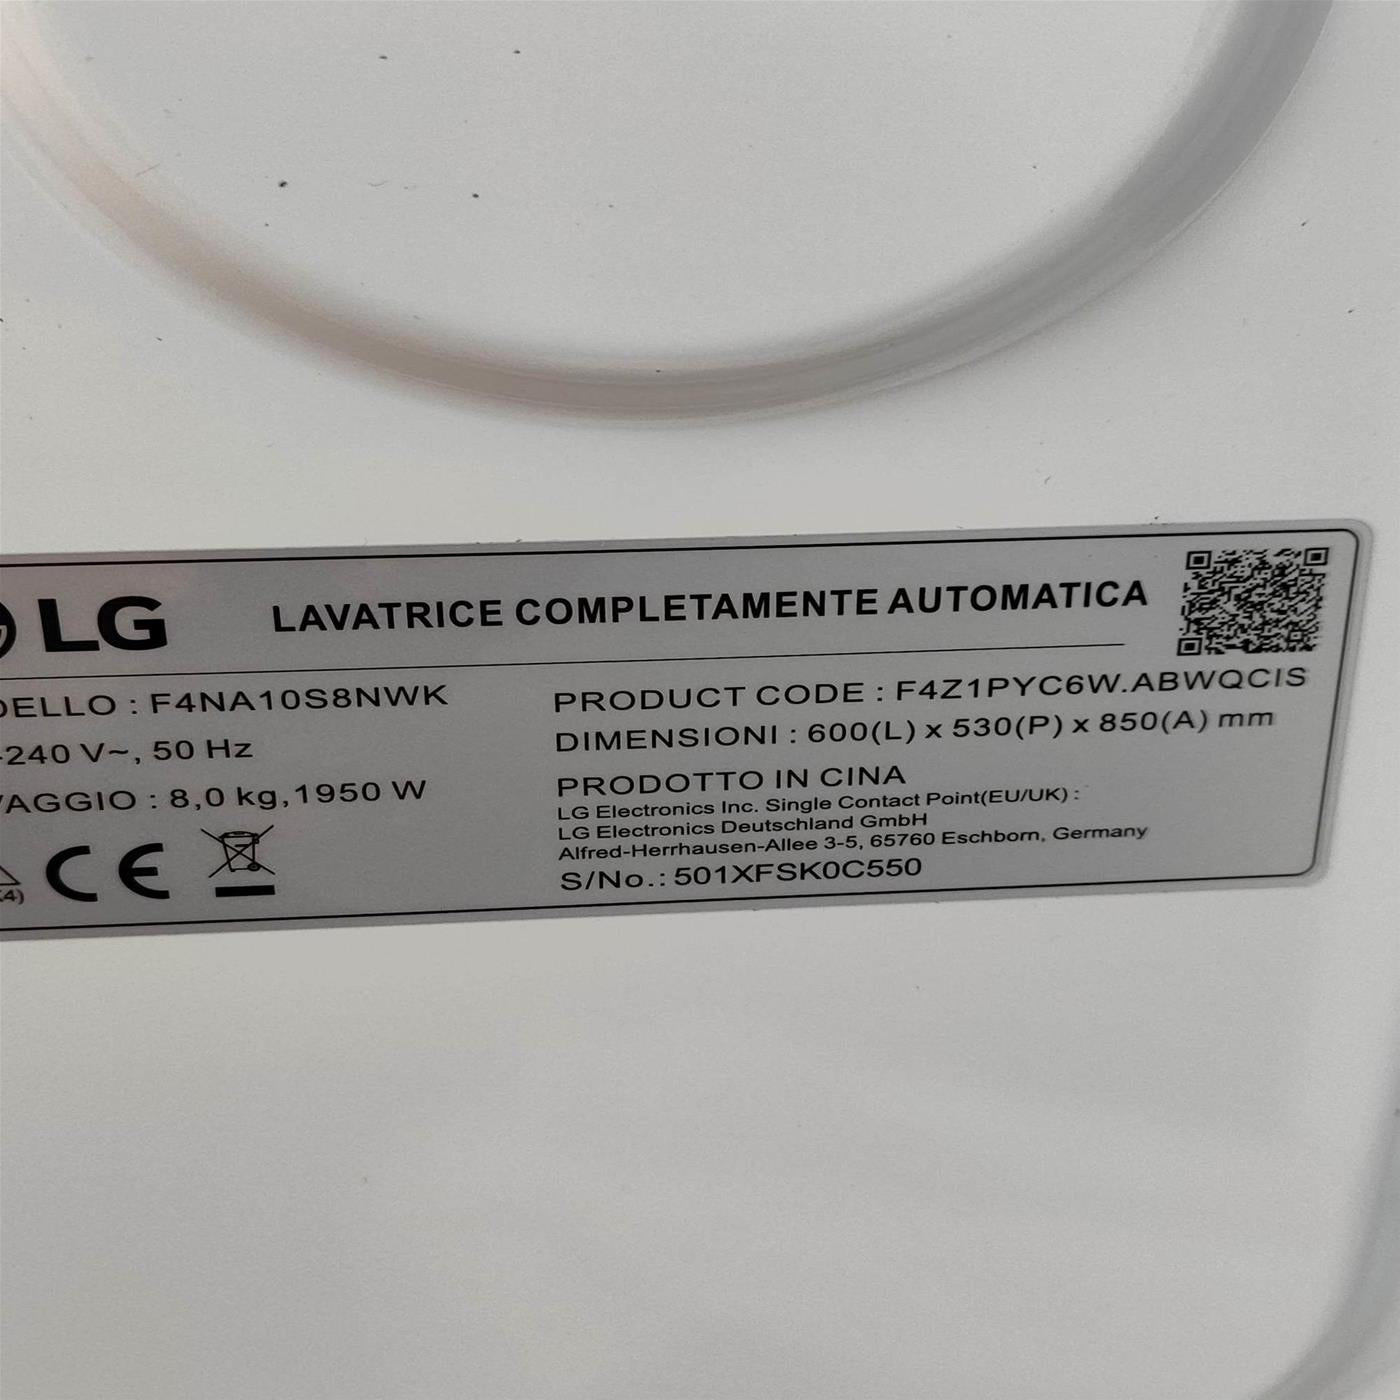 LG
LAVATRICE COMPLETAMENTE AUTOMATICA
DELLO : F4NA10S8NWK
-240 V~, 50 Hz
VAGGIO : 8,0 kg,1950 W
PRODUCT CODE : F4Z1PYC6W.ABWQCIS
DIMENSIONI : 600(L) x 530(P) x 850(A) mm
PRODOTTO IN CINA
LG Electronics Inc. Single Contact Point(EU/UK) :
LG Electronics Deutschland GmbH
Alfred-Herrhausen-Allee 3-5, 65760 Eschborn, Germany
S/No.: 501XFSK0C550
4)
CE